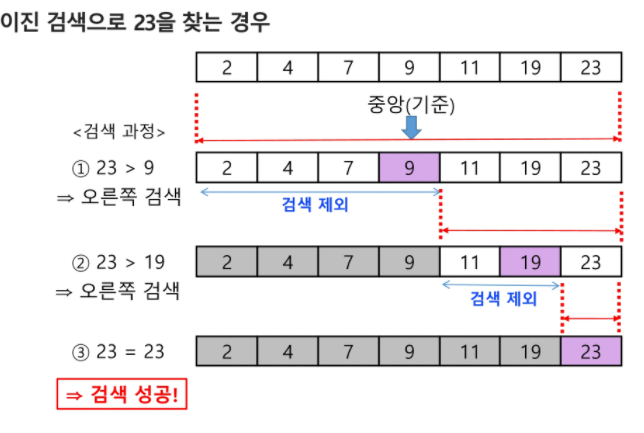 이진 검색으로 23을 찾는 경우
2 4 7 9 11 19 23
중앙(기준)
<검색 과정>
① 23 > 9
2 4 7 9 11 19 23
⇒ 오른쪽 검색
검색 제외
② 23 > 19
2 4 7 9 11 19 23
⇒ 오른쪽 검색
검색 제외
③ 23 = 23
2 4 7 9 11 19 23
⇒ 검색 성공!